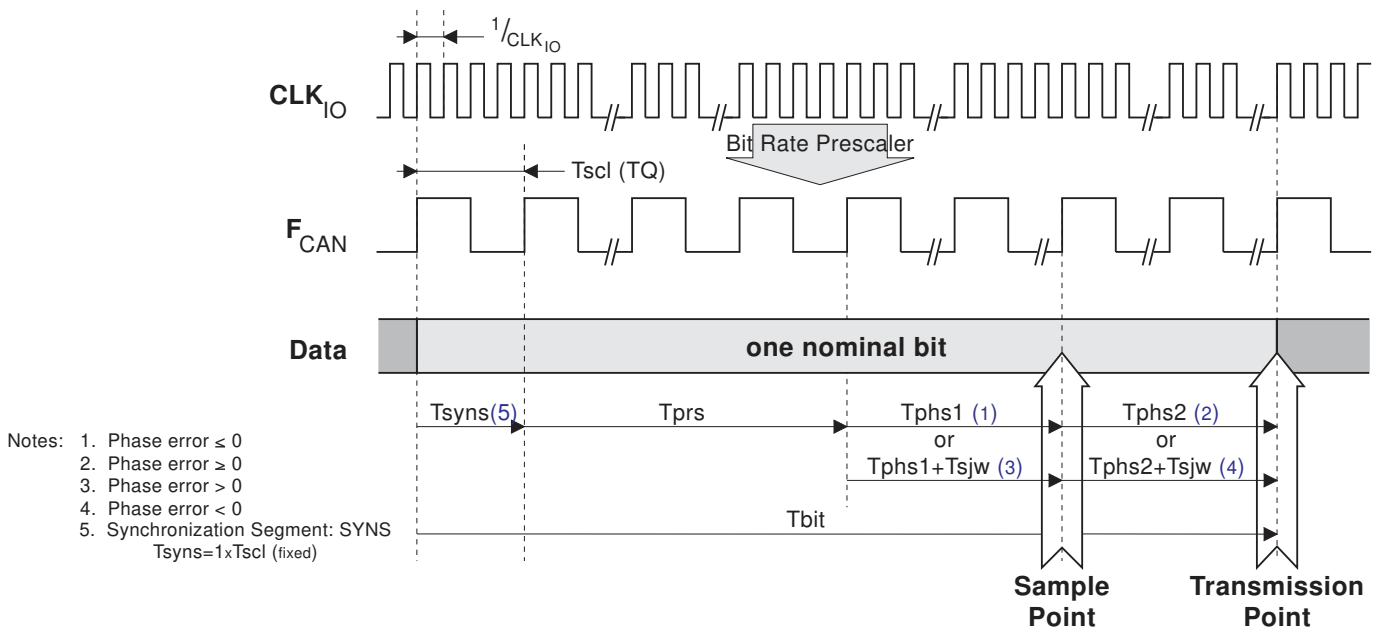 1/CLKIO
CLKIO
Bit Rate Prescaler
Tscl (TQ)
FCAN
Data
one nominal bit
Tsyns(5)
Tprs
Tphs1 (1)
or
Tphs1+Tsjw (3)
Tphs2 (2)
or
Tphs2+Tsjw (4)
Tbit
Notes: 1. Phase error ≤ 0
2. Phase error ≥ 0
3. Phase error > 0
4. Phase error < 0
5. Synchronization Segment: SYNS
Tsyns=1xTscl (fixed)
Sample
Point
Transmission
Point